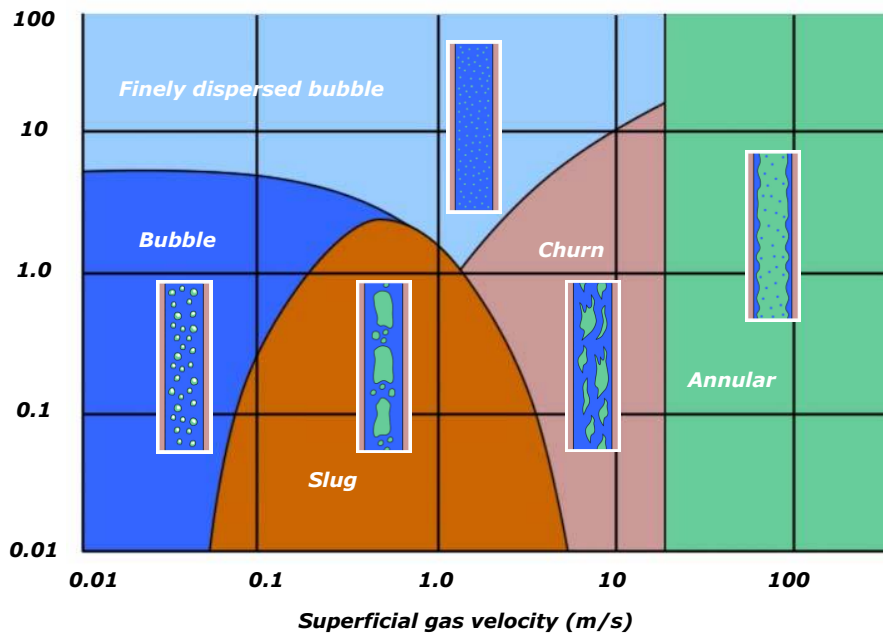 100
Finely dispersed bubble
10
Bubble
Churn
1.0
Annular
0.1
Slug
0.01
0.01
0.1
1.0
10
100
Superficial gas velocity (m/s)